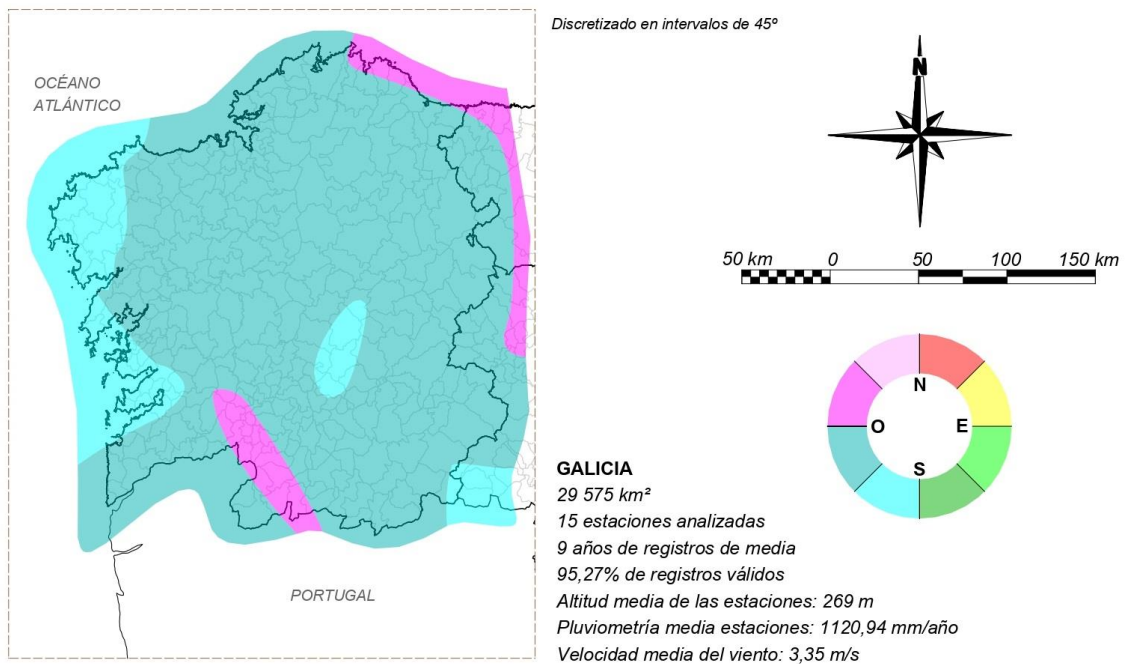 Discretizado en intervalos de 45º
OCÉANO
ATLÁNTICO
N
50 km 0 50 100 150 km
N
O E
S
GALICIA
29 575 km²
15 estaciones analizadas
9 años de registros de media
95,27% de registros válidos
Altitud media de las estaciones: 269 m
Pluviometría media estaciones: 1120,94 mm/año
Velocidad media del viento: 3,35 m/s
PORTUGAL